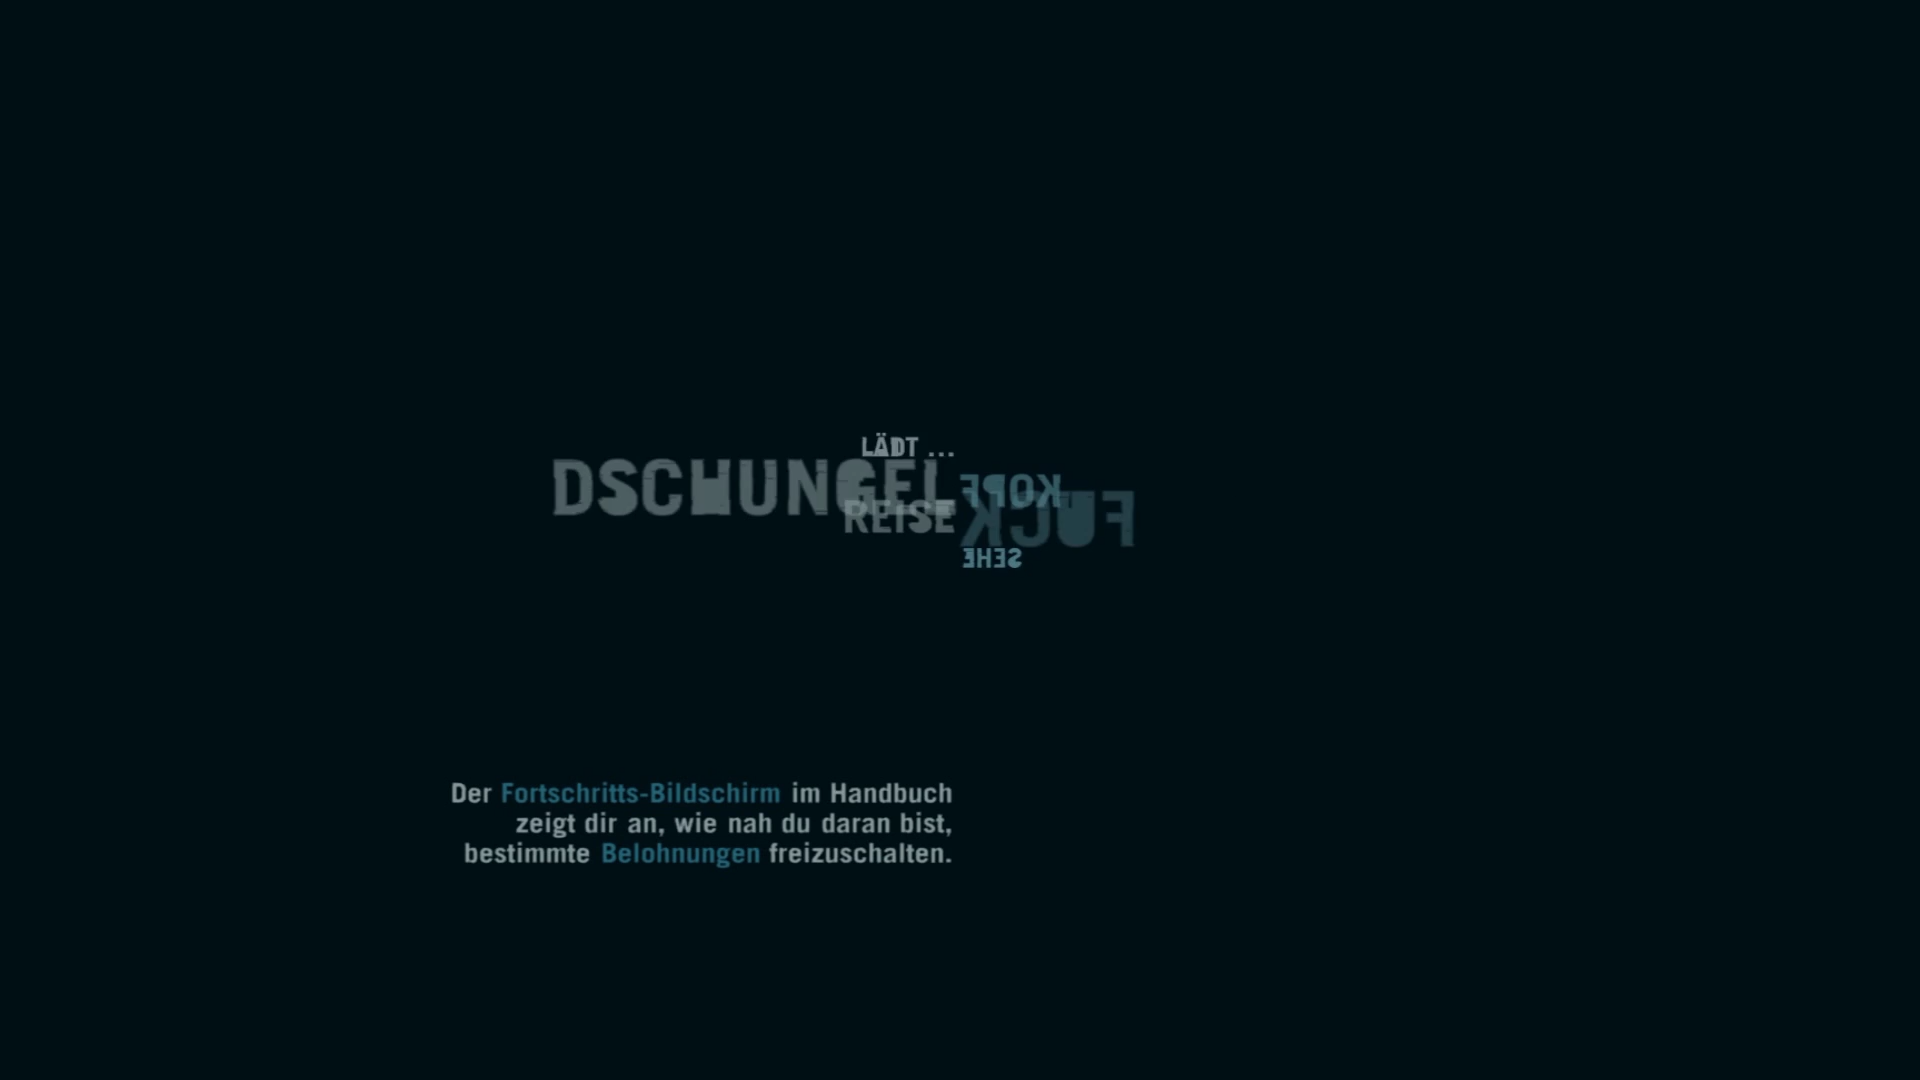 LÄDT ...
DSCHUNGEL
KOPF
REISE
FUCK
SEHE
Der Fortschritts-Bildschirm im Handbuch
zeigt dir an, wie nah du daran bist,
bestimmte Belohnungen freizuschalten.